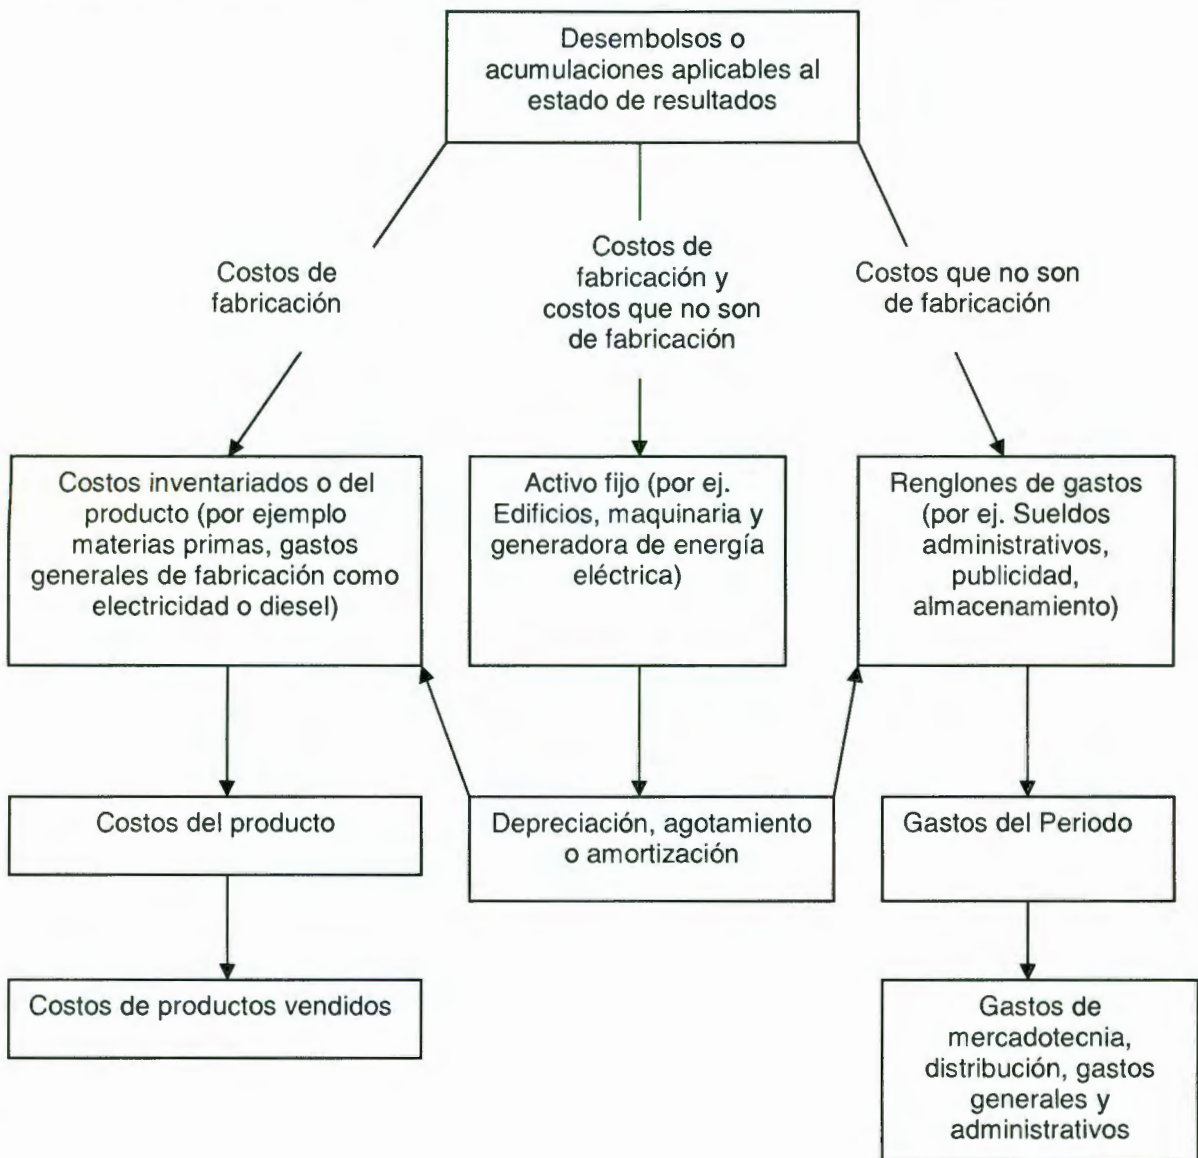 Desembolsos o
acumulaciones aplicables al
estado de resultados
Costos de
fabricación
Costos de
fabricación y
costos que no son
de fabricación
Costos que no son
de fabricación
Costos inventariados o del
producto (por ejemplo
materias primas, gastos
generales de fabricación como
electricidad o diesel)
Activo fijo (por ej.
Edificios, maquinaria y
generadora de energía
eléctrica)
Renglones de gastos
(por ej. Sueldos
administrativos,
publicidad,
almacenamiento)
Costos del producto
Depreciación, agotamiento
o amortización
Gastos del Periodo
Costos de productos vendidos
Gastos de
mercadotecnia,
distribución, gastos
generales y
administrativos